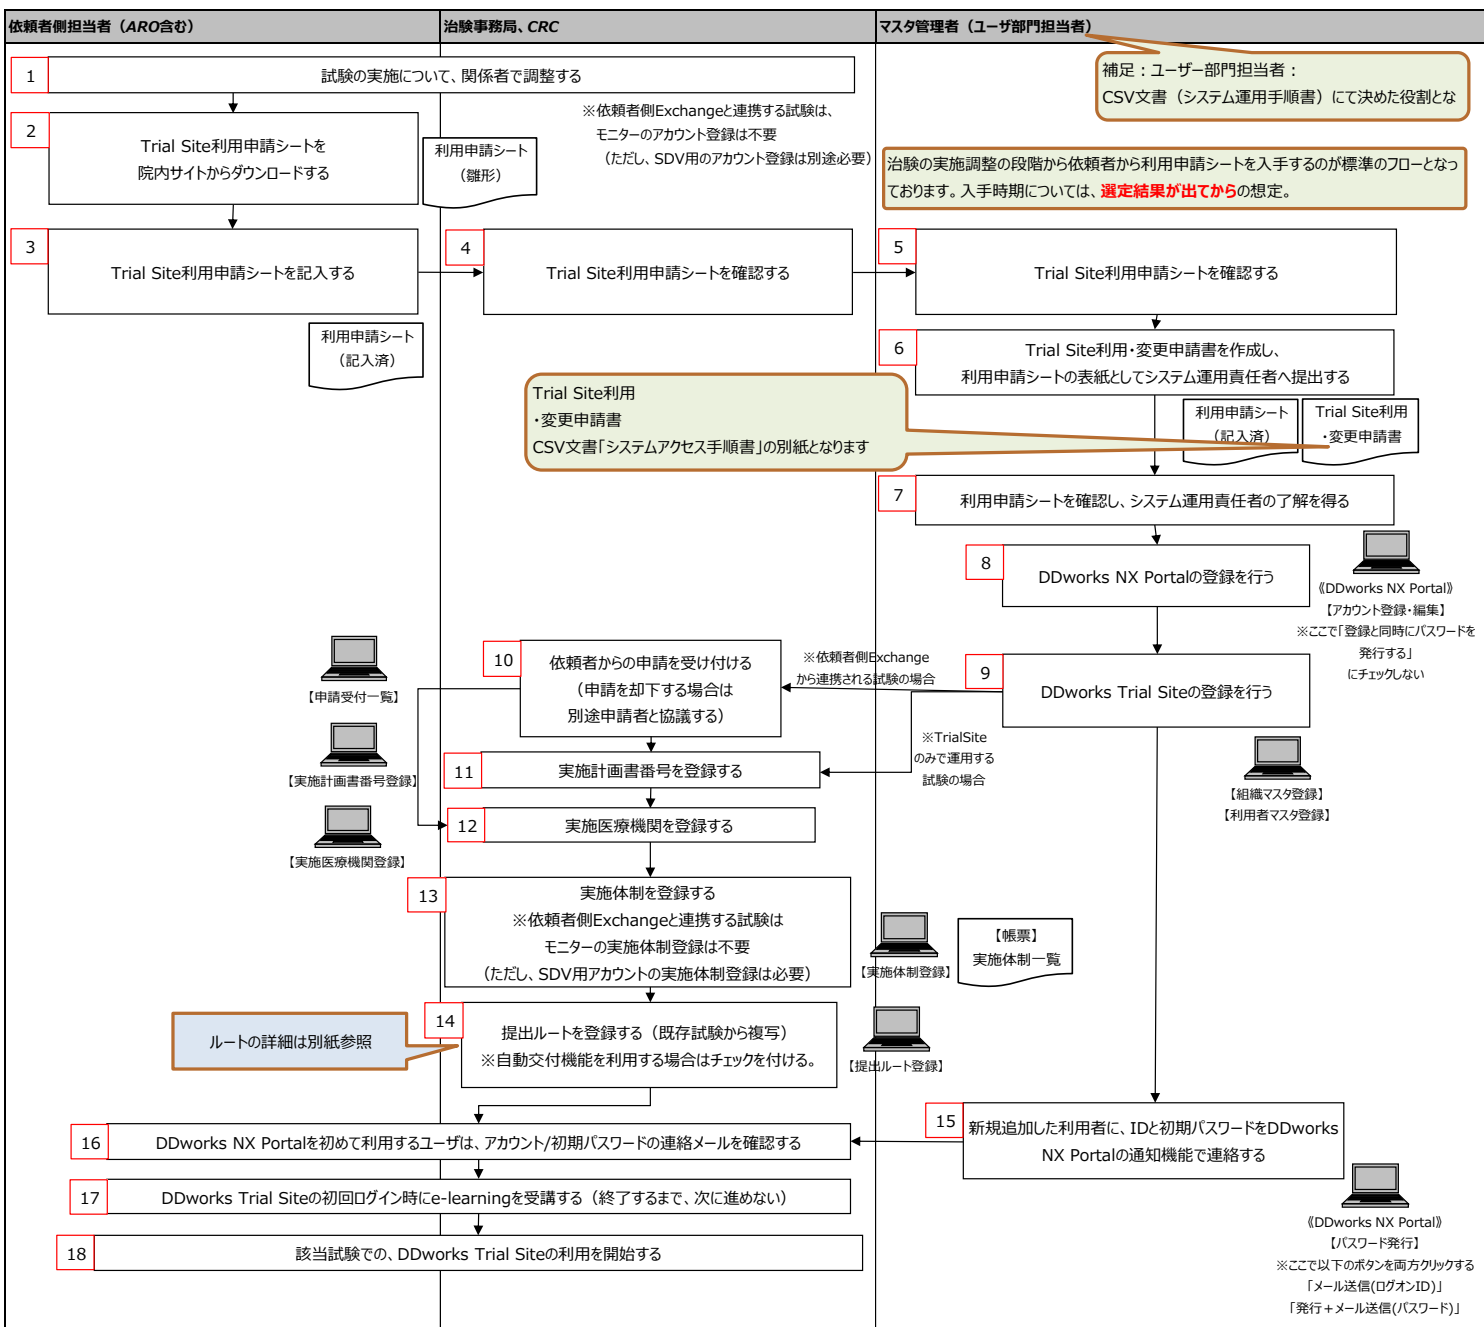 依頼者側担当者（ARO含む）
治験事務局、CRC
マスタ管理者（ユーザ部門担当者）
補足：ユーザー部門担当者：
CSV文書（システム運用手順書）にて決めた役割とな
1
試験の実施について、関係者で調整する
※依頼者側Exchangeと連携する試験は、
モニターのアカウント登録は不要
（ただし、SDV用のアカウント登録は別途必要）
2
Trial Site利用申請シートを
院内サイトからダウンロードする
利用申請シート
（雛形）
治験の実施調整の段階から依頼者から利用申請シートを入手するのが標準のフローとなっ
ております。入手時期については、選定結果が出てからの想定。
3
Trial Site利用申請シートを記入する
4
Trial Site利用申請シートを確認する
5
Trial Site利用申請シートを確認する
利用申請シート
（記入済）
6
Trial Site利用・変更申請書を作成し、
利用申請シートの表紙としてシステム運用責任者へ提出する
Trial Site利用
・変更申請書
CSV文書「システムアクセス手順書」の別紙となります
利用申請シート
（記入済）
Trial Site利用
・変更申請書
7
利用申請シートを確認し、システム運用責任者の了解を得る
8
DDworks NX Portalの登録を行う
《DDworks NX Portal》
【アカウント登録・編集】
※ここで「登録と同時にパスワードを
発行する」
にチェックしない
9
DDworks Trial Siteの登録を行う
【組織マスタ登録】
【利用者マスタ登録】
※依頼者側Exchange
から連携される試験の場合
※TrialSite
のみで運用する
試験の場合
10
依頼者からの申請を受け付ける
（申請を却下する場合は
別途申請者と協議する）
【申請受付一覧】
11
実施計画書番号を登録する
【実施計画書番号登録】
12
実施医療機関を登録する
【実施医療機関登録】
13
実施体制を登録する
※依頼者側Exchangeと連携する試験は
モニターの実施体制登録は不要
（ただし、SDV用アカウントの実施体制登録は必要）
【実施体制登録】
【帳票】
実施体制一覧
14
提出ルートを登録する（既存試験から複写）
※自動交付機能を利用する場合はチェックを付ける。
ルートの詳細は別紙参照
【提出ルート登録】
15
新規追加した利用者に、IDと初期パスワードをDDworks
NX Portalの通知機能で連絡する
《DDworks NX Portal》
【パスワード発行】
※ここで以下のボタンを両方クリックする
「メール送信(ログオンID)」
「発行＋メール送信(パスワード)」
16
DDworks NX Portalを初めて利用するユーザは、アカウント/初期パスワードの連絡メールを確認する
17
DDworks Trial Siteの初回ログイン時にe-learningを受講する（終了するまで、次に進めない）
18
該当試験での、DDworks Trial Siteの利用を開始する